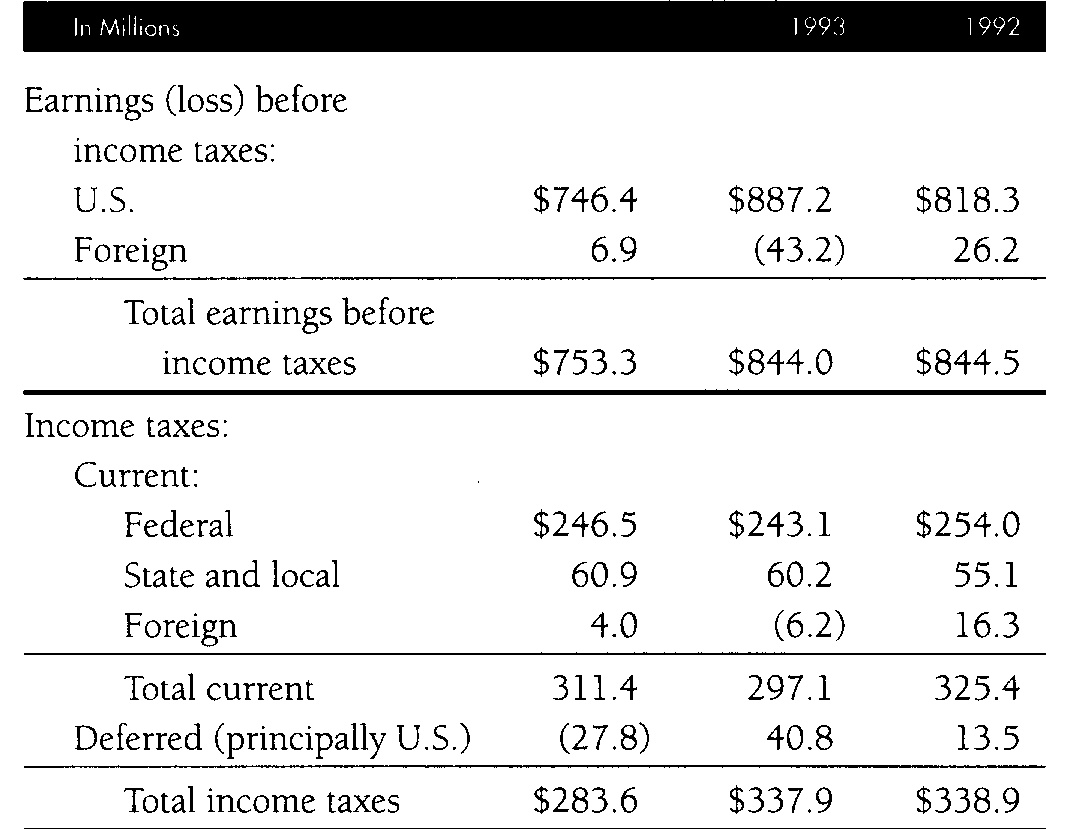 In Millions 1993 1992
Earnings (loss) before
income taxes:
U.S. $746.4 $887.2 $818.3
Foreign 6.9 (43.2) 26.2
Total earnings before
income taxes $753.3 $844.0 $844.5
Income taxes:
Current:
Federal $246.5 $243.1 $254.0
State and local 60.9 60.2 55.1
Foreign 4.0 (6.2) 16.3
Total current 311.4 297.1 325.4
Deferred (principally U.S.) (27.8) 40.8 13.5
Total income taxes $283.6 $337.9 $338.9